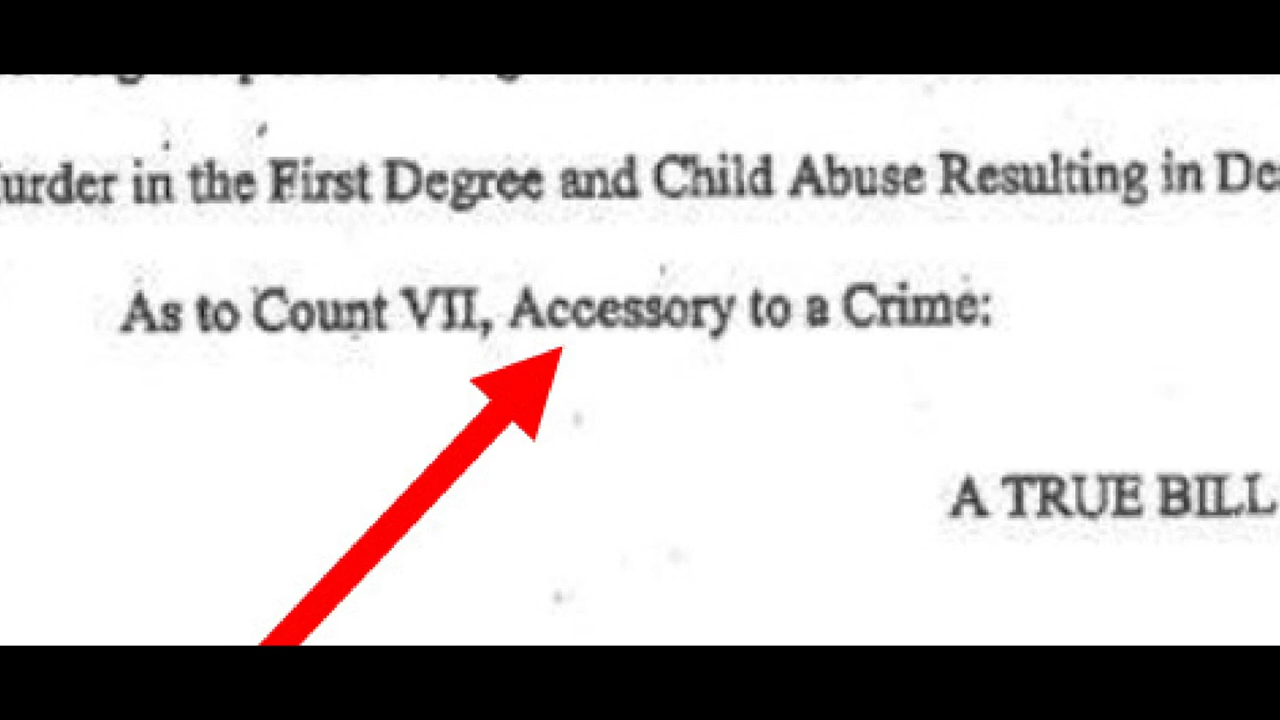 urder in the First Degree and Child Abuse Resulting in De
As to Count VII, Accessory to a Crime:
A TRUE BILL